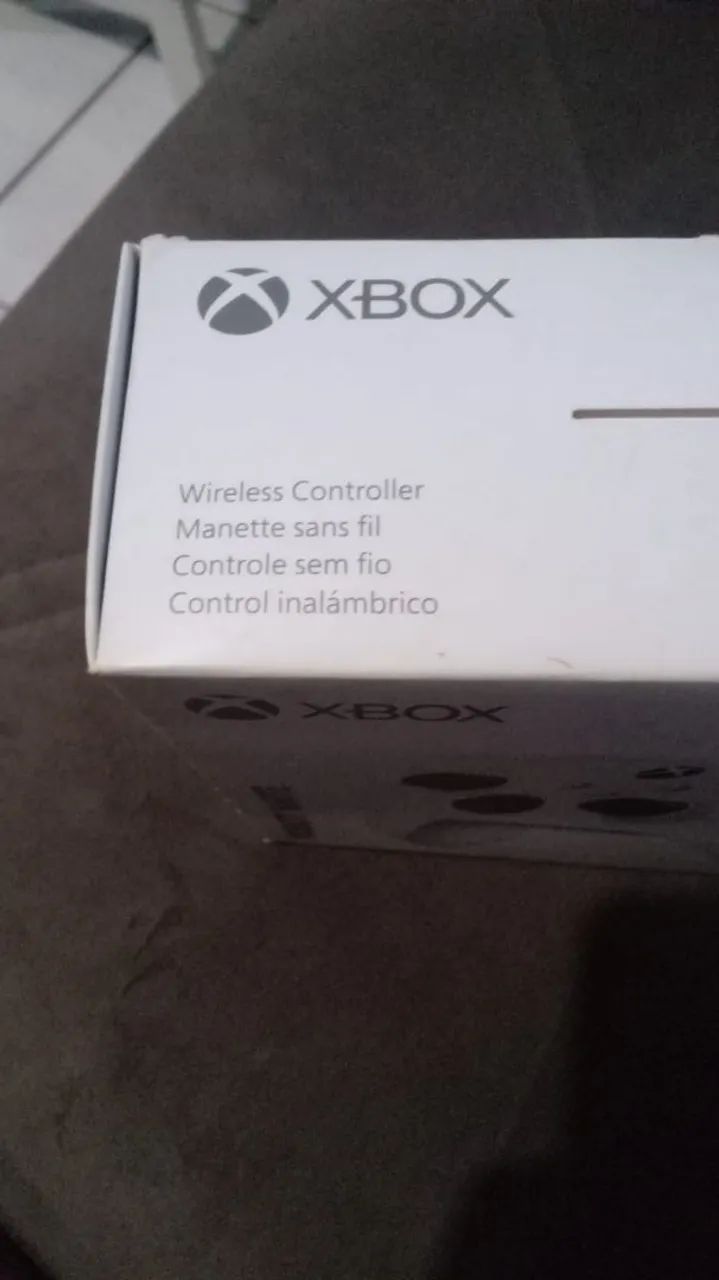 XBOX
Wireless Controller
Manette sans fil
Controle sem fio
Control inalámbrico
XBOX